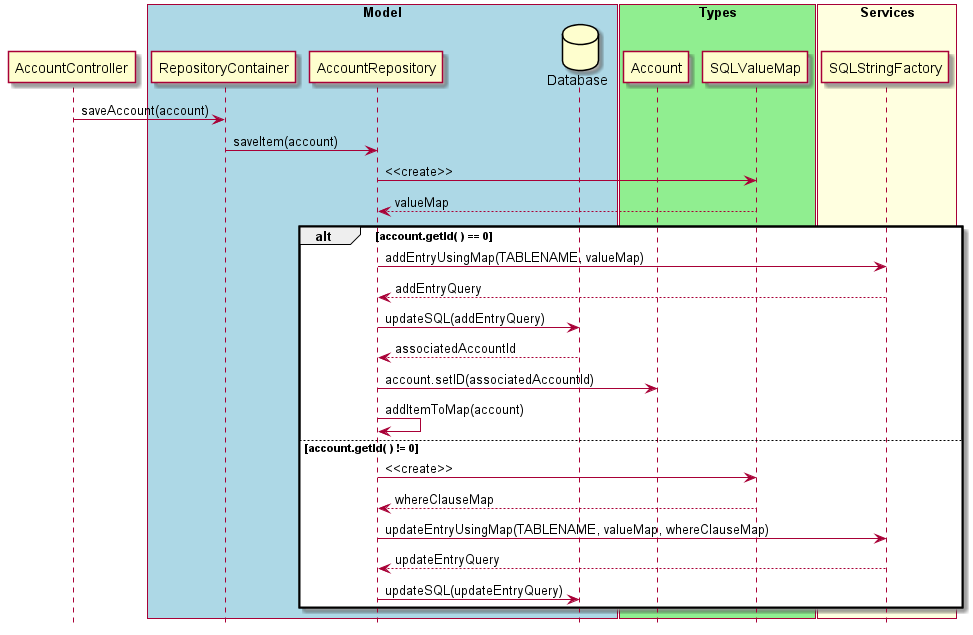 Model
Types
Services
AccountController
RepositoryContainer
AccountRepository
Database
Account
SQLValueMap
SQLStringFactory
saveAccount(account)
saveItem(account)
<<create>>
valueMap
alt
[account.getId( ) == 0]
addEntryUsingMap(TABLENAME, valueMap)
addEntryQuery
updateSQL(addEntryQuery)
associatedAccountId
account.setID(associatedAccountId)
addItemToMap(account)
[account.getId( ) != 0]
<<create>>
whereClauseMap
updateEntryUsingMap(TABLENAME, valueMap, whereClauseMap)
updateEntryQuery
updateSQL(updateEntryQuery)